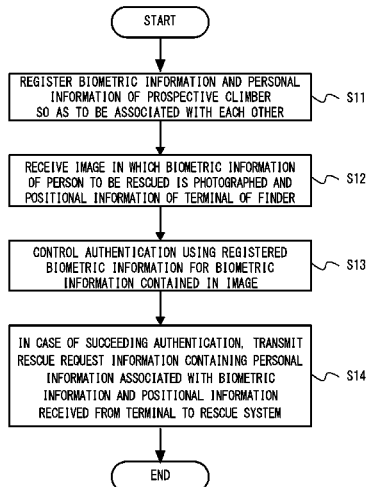 START
REGISTER BIOMETRIC INFORMATION AND PERSONAL
INFORMATION OF PROSPECTIVE CLIMBER
SO AS TO BE ASSOCIATED WITH EACH OTHER
S11
RECEIVE IMAGE IN WHICH BIOMETRIC INFORMATION
OF PERSON TO BE RESCUED IS PHOTOGRAPHED AND
POSITIONAL INFORMATION OF TERMINAL OF FINDER
S12
CONTROL AUTHENTICATION USING REGISTERED
BIOMETRIC INFORMATION FOR BIOMETRIC
INFORMATION CONTAINED IN IMAGE
S13
IN CASE OF SUCCEEDING AUTHENTICATION, TRANSMIT
RESCUE REQUEST INFORMATION CONTAINING PERSONAL
INFORMATION ASSOCIATED WITH BIOMETRIC
INFORMATION AND POSITIONAL INFORMATION
RECEIVED FROM TERMINAL TO RESCUE SYSTEM
S14
END